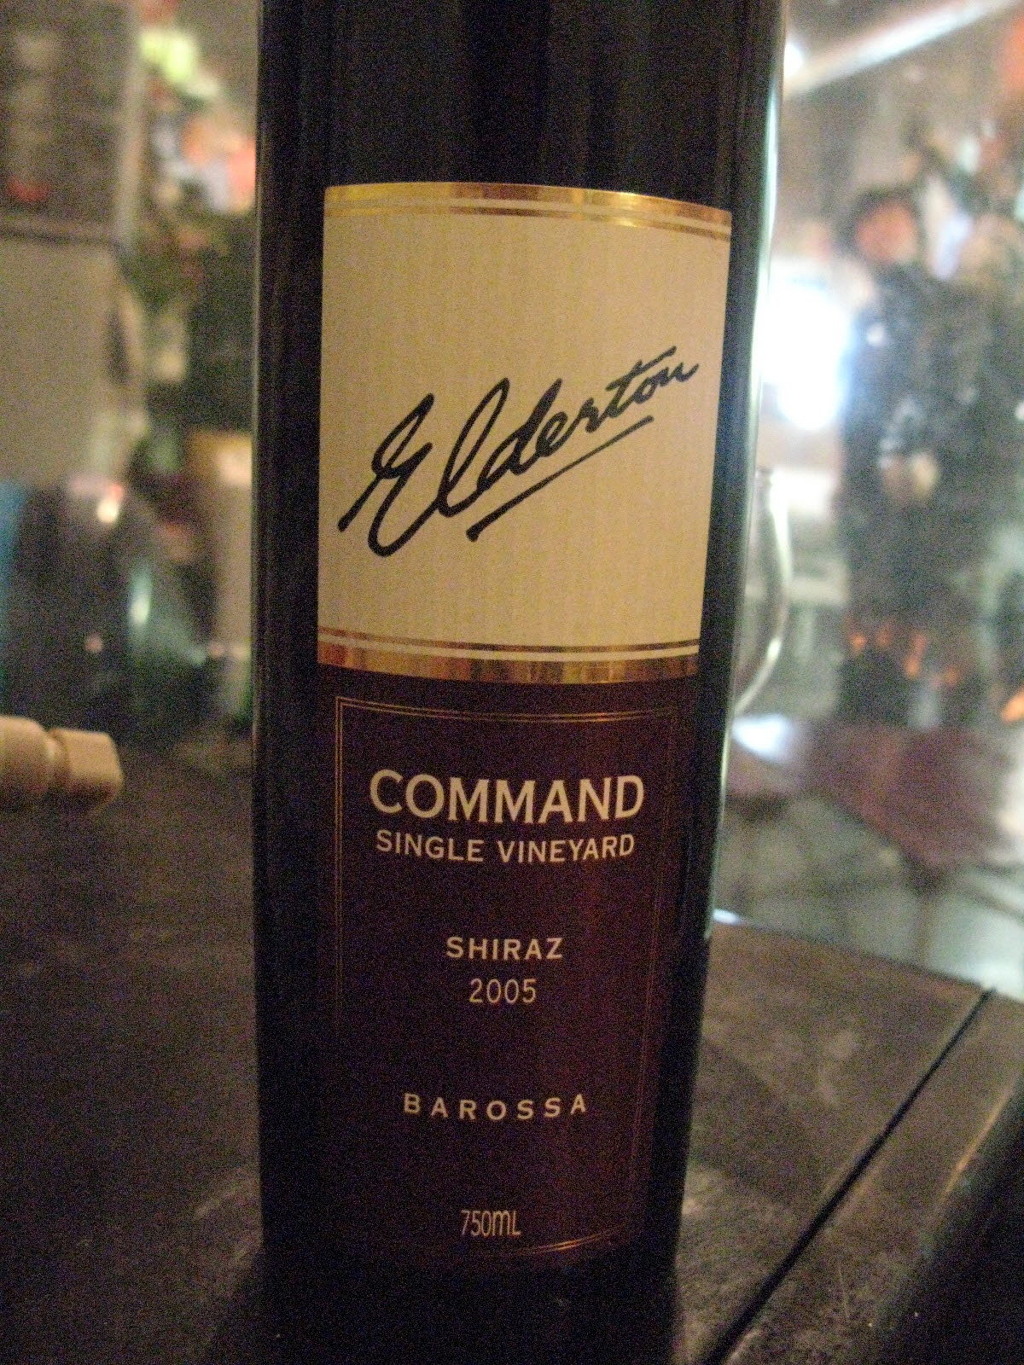 Elderton
COMMAND
SINGLE VINEYARD
SHIRAZ
2005
BAROSSA
750mL